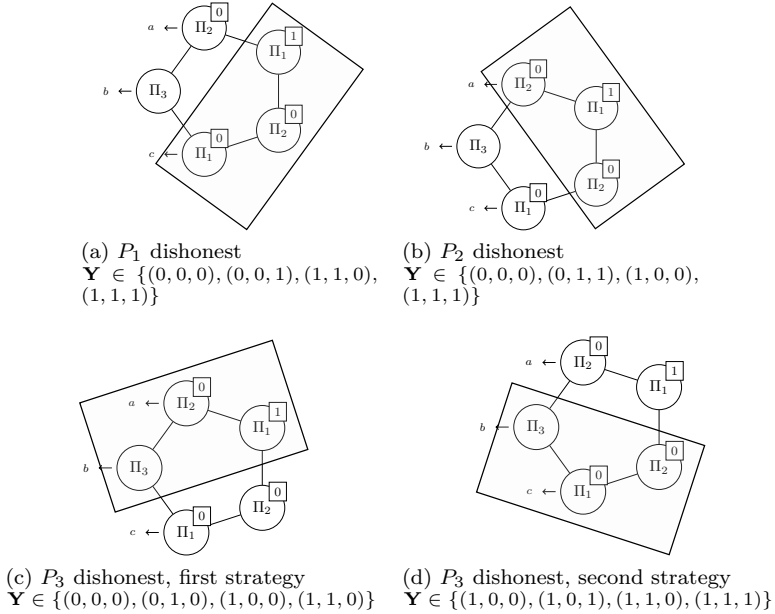 0
a ← Π₂
1
Π₁
b ← Π₃
0
Π₂
0
c ← Π₁
(a) P₁ dishonest
Y ∈ {(0, 0, 0), (0, 0, 1), (1, 1, 0),
(1, 1, 1)}
0
a ← Π₂
1
Π₁
b ← Π₃
0
Π₂
0
c ← Π₁
(b) P₂ dishonest
Y ∈ {(0, 0, 0), (0, 1, 1), (1, 0, 0),
(1, 1, 1)}
0
a ← Π₂
1
Π₁
b ← Π₃
0
Π₂
0
c ← Π₁
(c) P₃ dishonest, first strategy
Y ∈ {(0, 0, 0), (0, 1, 0), (1, 0, 0), (1, 1, 0)}
0
a ← Π₂
1
Π₁
b ← Π₃
0
Π₂
0
c ← Π₁
(d) P₃ dishonest, second strategy
Y ∈ {(1, 0, 0), (1, 0, 1), (1, 1, 0), (1, 1, 1)}